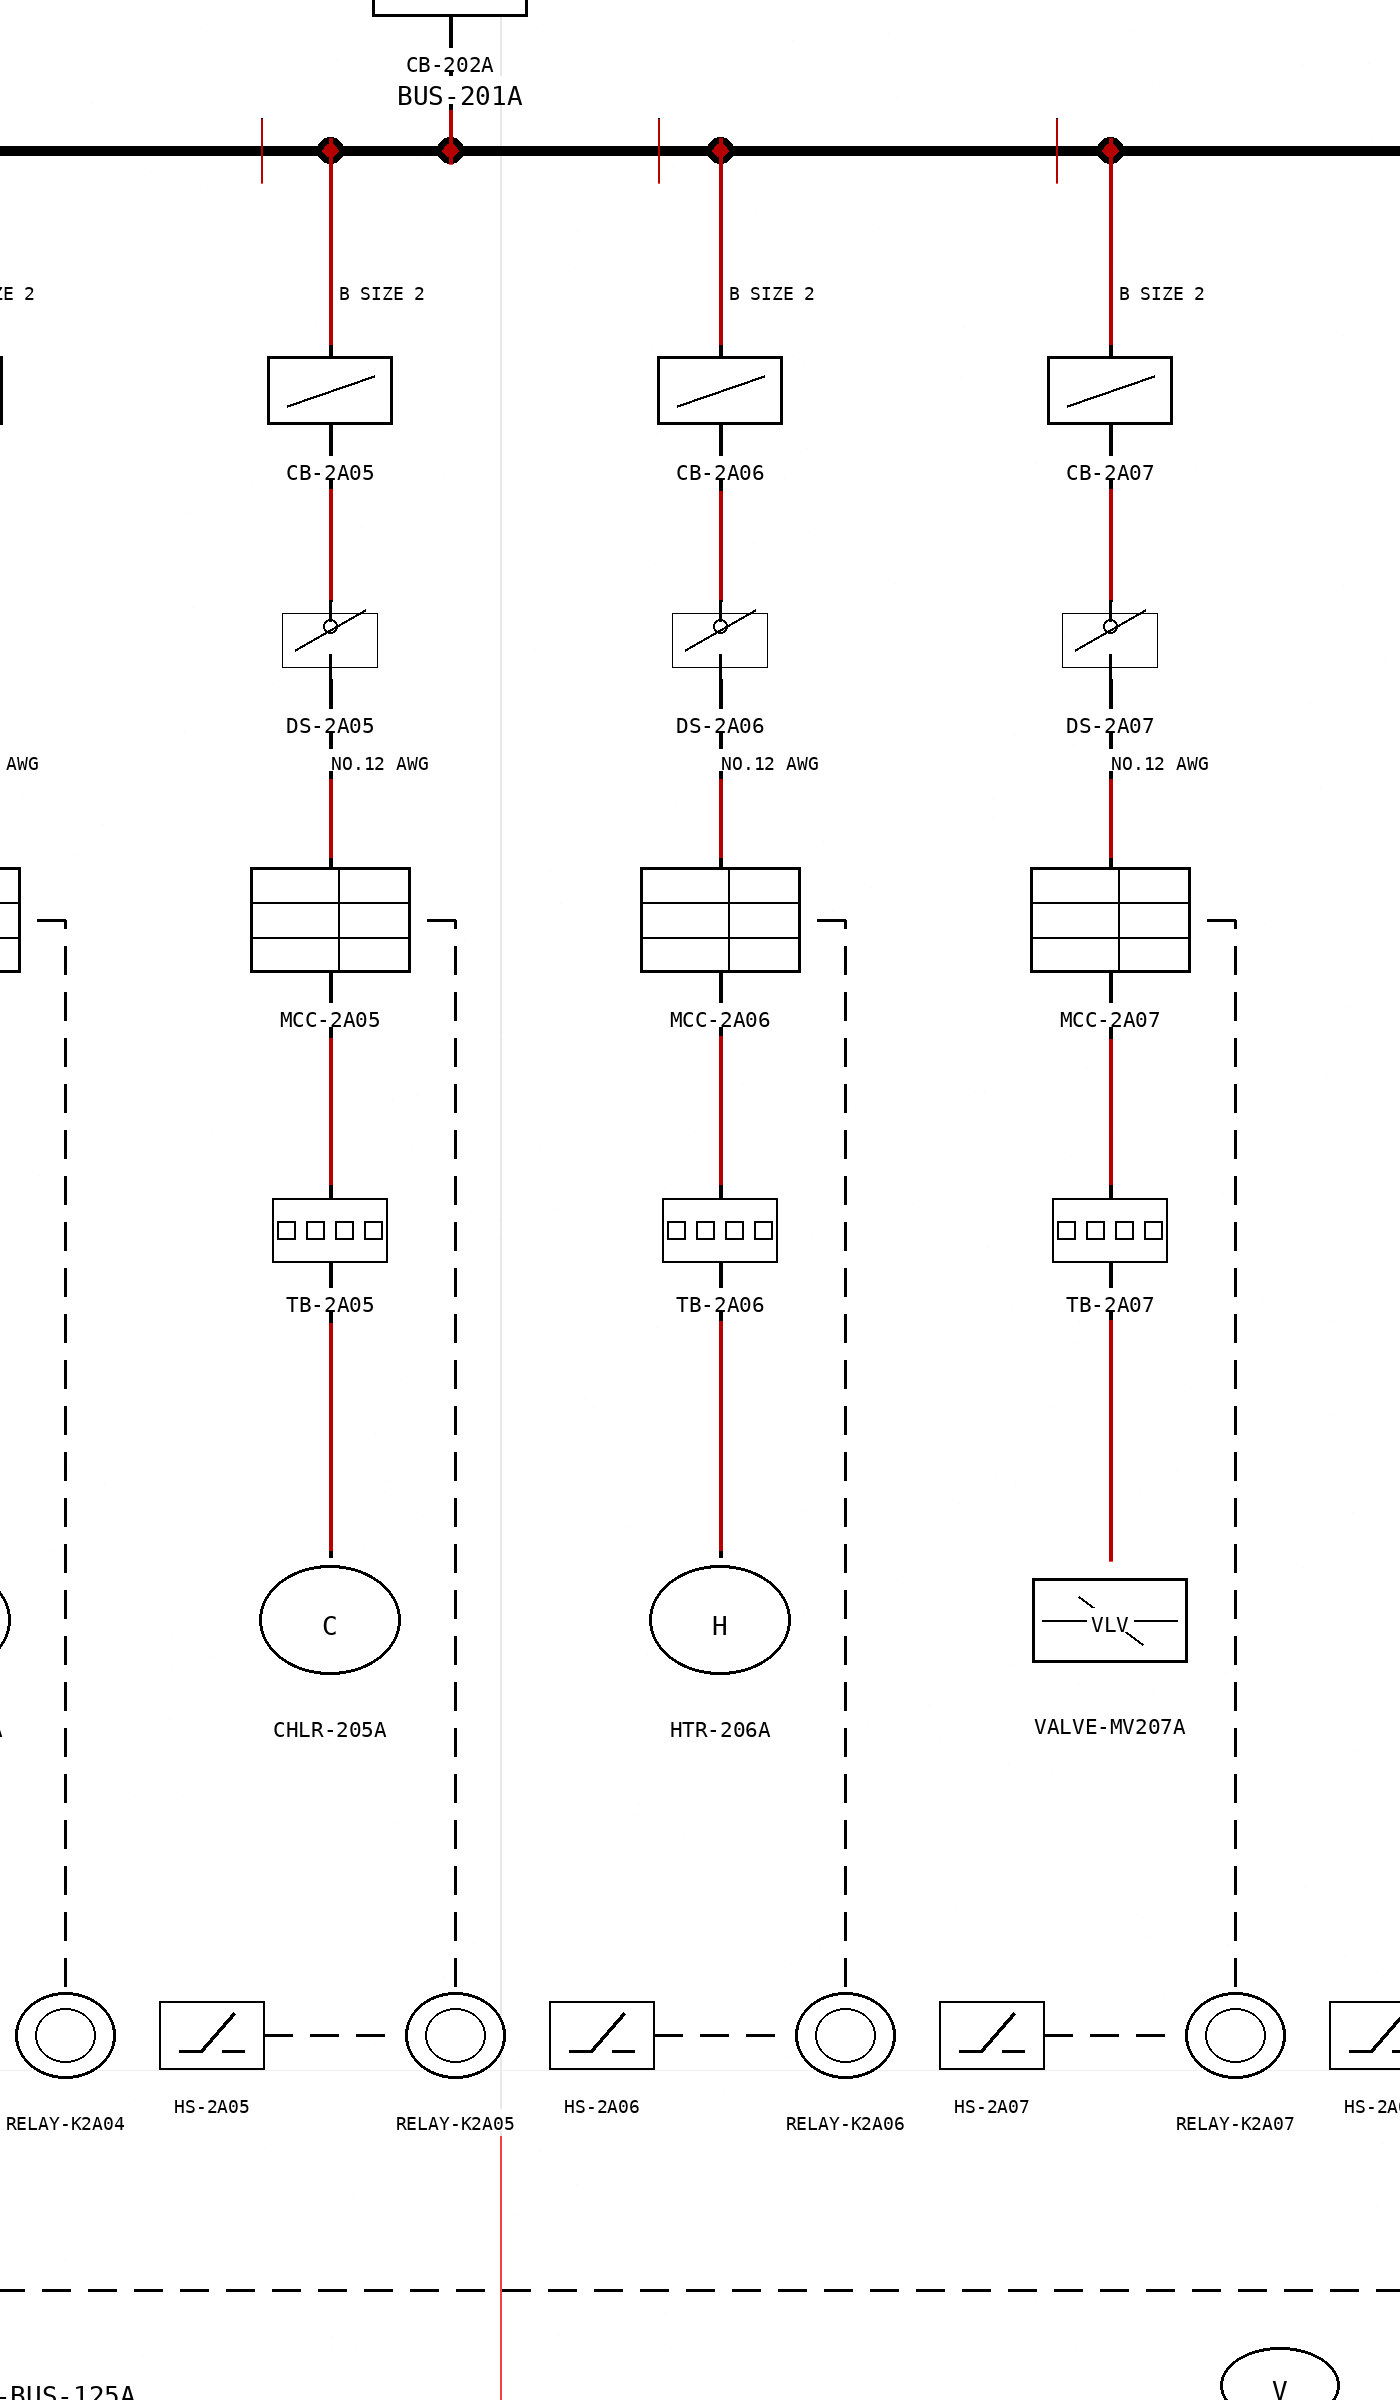 CB-202A
BUS-201A
B SIZE 2
B SIZE 2
B SIZE 2
CB-2A05
CB-2A06
CB-2A07
DS-2A05
DS-2A06
DS-2A07
AWG
NO.12 AWG
NO.12 AWG
NO.12 AWG
MCC-2A05
MCC-2A06
MCC-2A07
TB-2A05
TB-2A06
TB-2A07
C
H
VLV
CHLR-205A
HTR-206A
VALVE-MV207A
HS-2A05
HS-2A06
HS-2A07
RELAY-K2A04
RELAY-K2A05
RELAY-K2A06
RELAY-K2A07
V
-BUS-125A